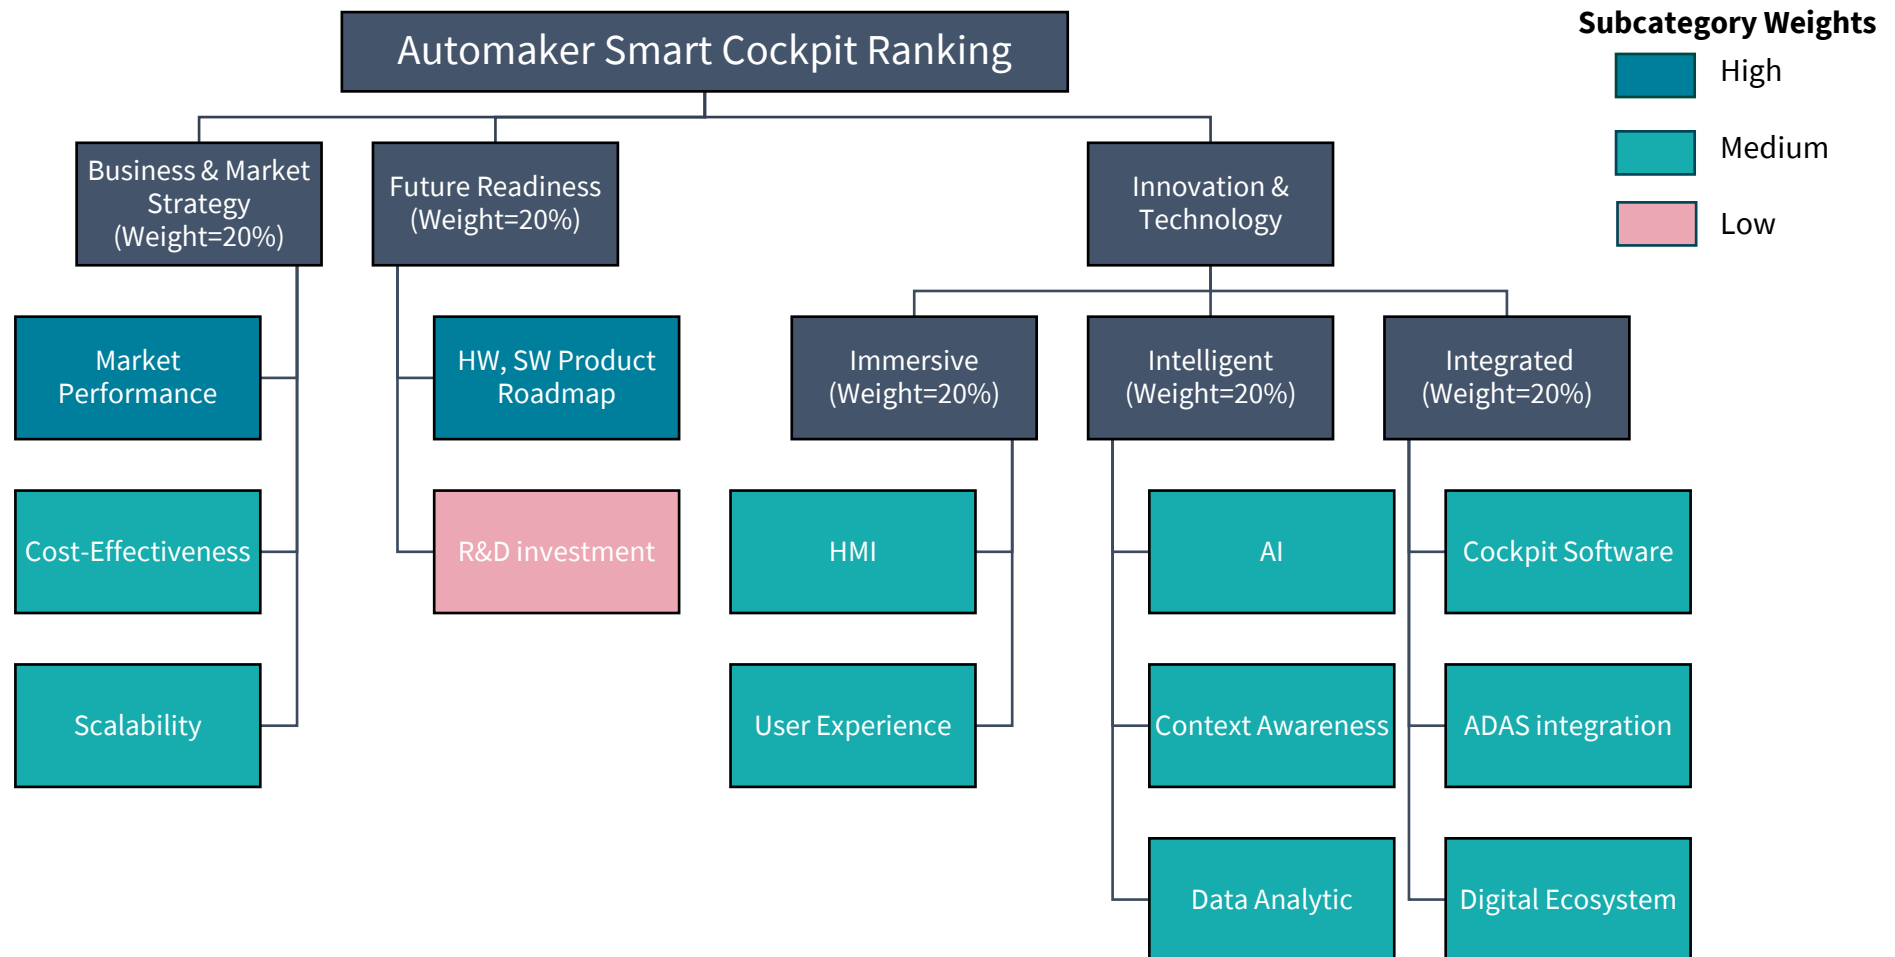 Automaker Smart Cockpit Ranking
Subcategory Weights
High
Medium
Low
Business & Market
Strategy
(Weight=20%)
Future Readiness
(Weight=20%)
Innovation &
Technology
Market
Performance
HW, SW Product
Roadmap
Immersive
(Weight=20%)
Intelligent
(Weight=20%)
Integrated
(Weight=20%)
Cost-Effectiveness
R&D investment
HMI
AI
Cockpit Software
Scalability
User Experience
Context Awareness
ADAS integration
Data Analytic
Digital Ecosystem